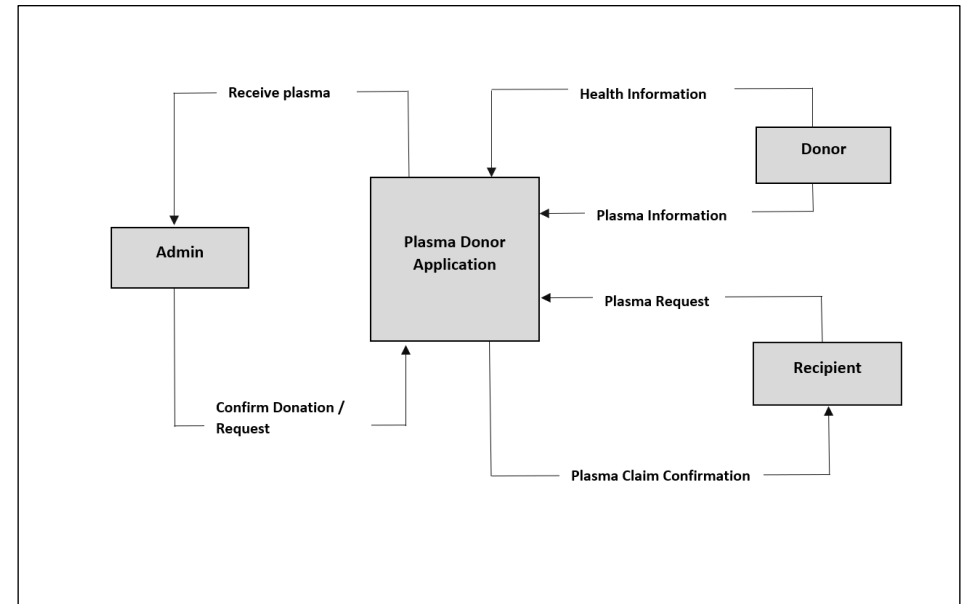 Receive plasma
Health Information
Donor
Plasma Information
Admin
Plasma Donor
Application
Plasma Request
Recipient
Confirm Donation /
Request
Plasma Claim Confirmation